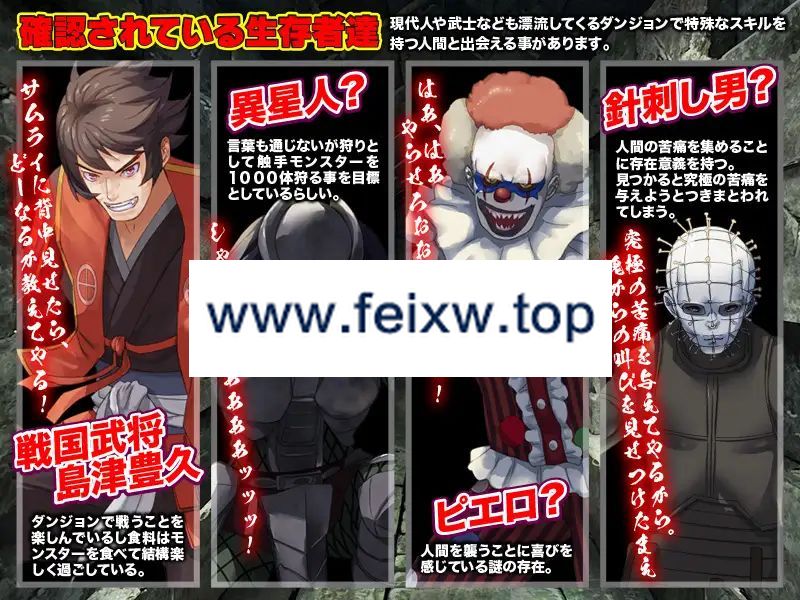 確認されている生存者達
現代人や武士なども漂流してくるダンジョンで特殊なスキルを
持つ人間と出会える事があります。
サムライに背中見せたら、
どーなるか教えてやる!
戦国武将
島津豊久
ダンジョンで戦うことを
楽しんでいるし食料はモ
ンスターを食べて結構楽
しく過ごしている。
異星人?
言葉も通じないが狩りと
して触手モンスターを
1000体狩る事を目標
としているらしい。
ああああッッッ!
はあ、はあ
やらせろおお
!
ピエロ?
人間を襲うことに喜びを
感じている謎の存在。
針刺し男?
人間の苦痛を集めること
に存在意義を持つ。
見つかると究極の苦痛を
与えようとつきまとわれ
てしまう。
究極の苦痛を与えてやるから。
魂からの叫びを見せつけたまえ
www.feixw.top